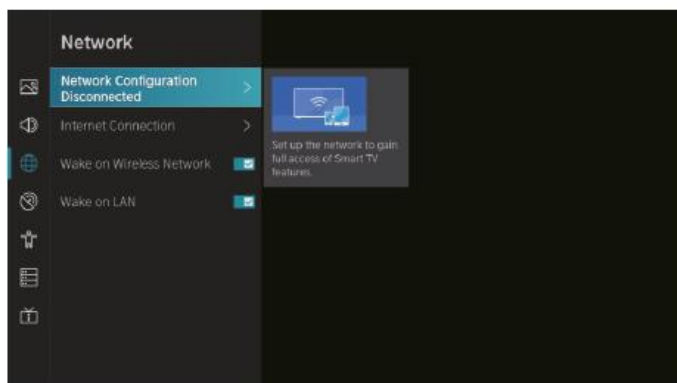 Network
Network Configuration
Disconnected
Internet Connection
Wake on Wireless Network
Wake on LAN
Set up the network to gain
full access of Smart TV
features.